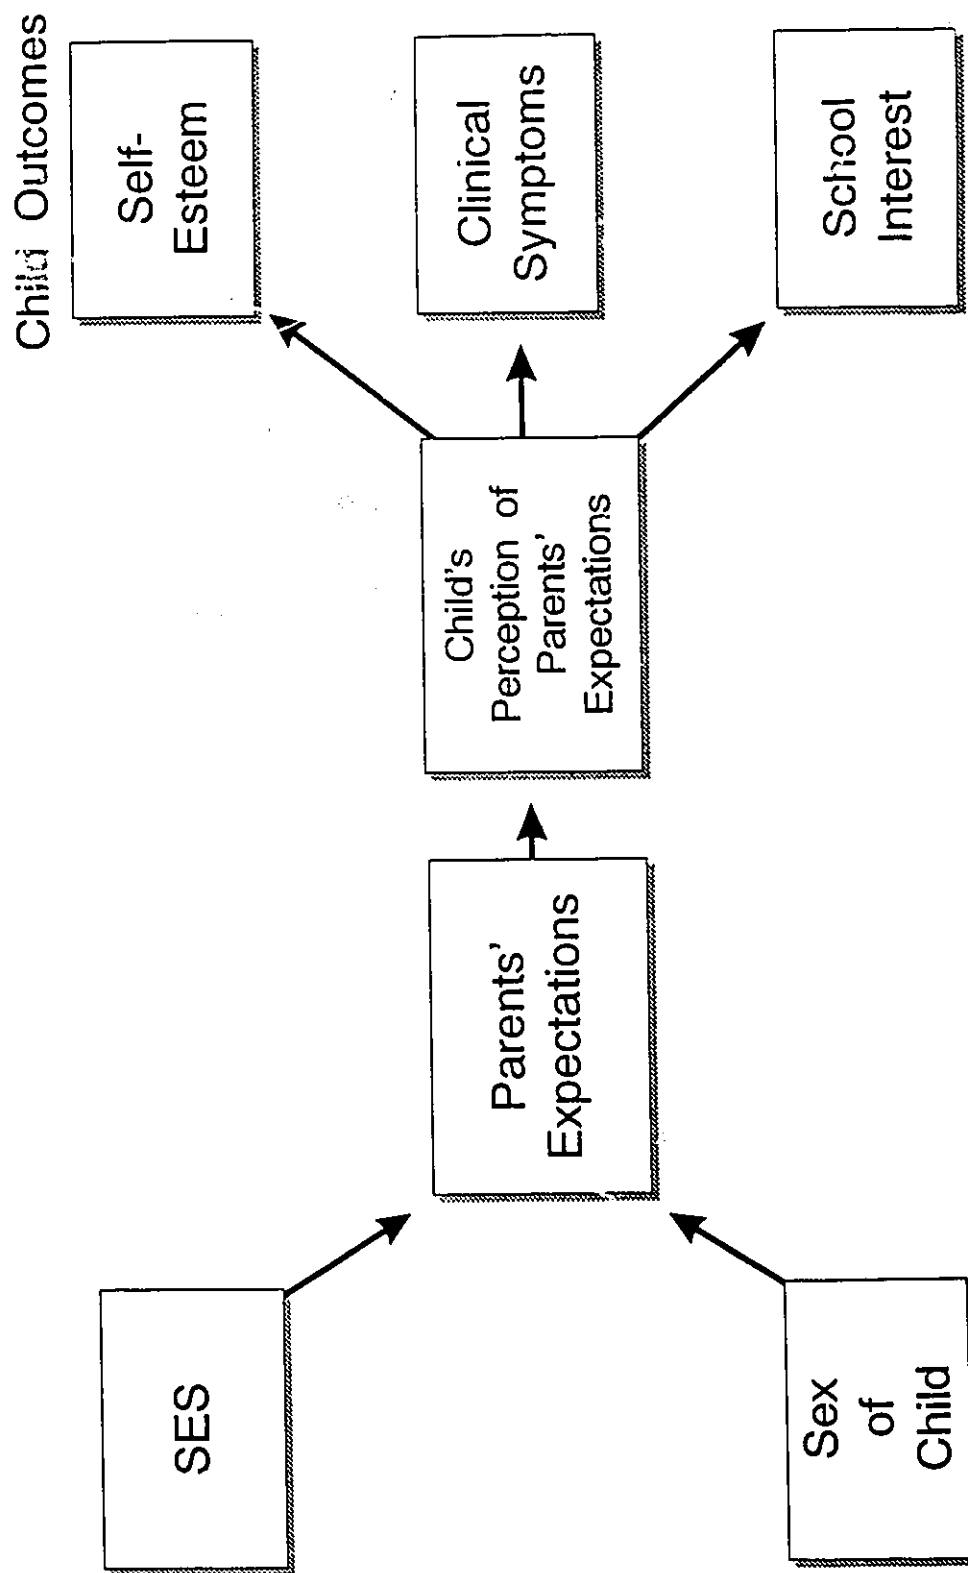 Child Outcomes
SES
Sex
of
Child
Parents'
Expectations
Child's
Perception of
Parents'
Expectations
Self-
Esteem
Clinical
Symptoms
School
Interest